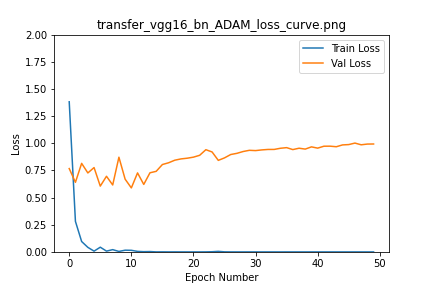 transfer_vgg16_bn_ADAM_loss_curve.png
2.00
1.75
1.50
1.25
1.00
0.75
0.50
0.25
0.00
Loss
Train Loss
Val Loss
0 10 20 30 40 50
Epoch Number